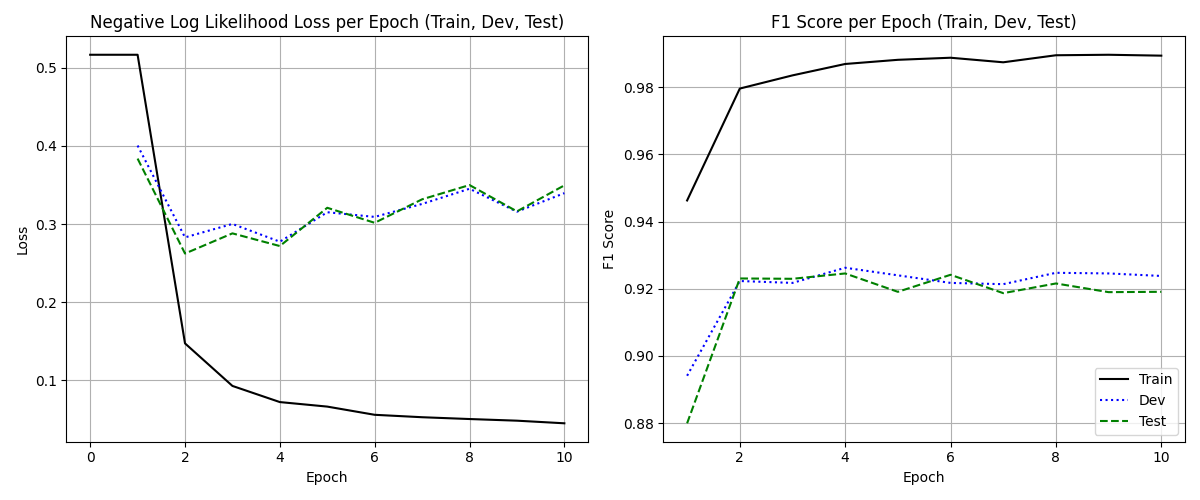 Negative Log Likelihood Loss per Epoch (Train, Dev, Test)
Loss
0.5
0.4
0.3
0.2
0.1
0 2 4 6 8 10
Epoch
F1 Score per Epoch (Train, Dev, Test)
F1 Score
0.98
0.96
0.94
0.92
0.90
0.88
Train
Dev
Test
2 4 6 8 10
Epoch